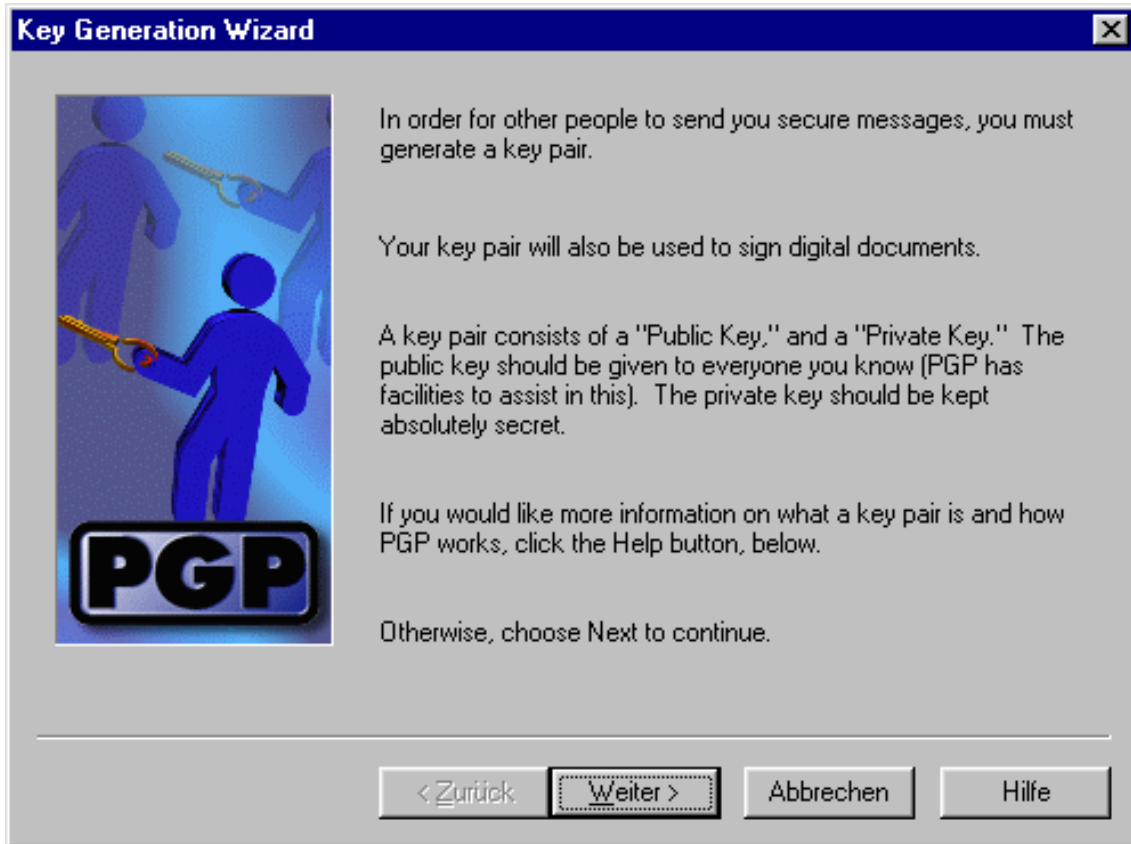 Key Generation Wizard
In order for other people to send you secure messages, you must
generate a key pair.
Your key pair will also be used to sign digital documents.
A key pair consists of a "Public Key," and a "Private Key."  The
public key should be given to everyone you know (PGP has
facilities to assist in this).  The private key should be kept
absolutely secret.
If you would like more information on what a key pair is and how
PGP works, click the Help button, below.
Otherwise, choose Next to continue.
PGP
< Zurück
Weiter >
Abbrechen
Hilfe